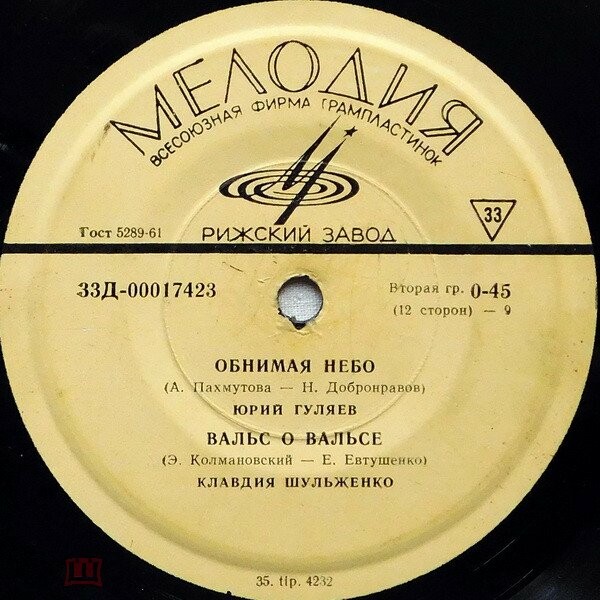 МЕЛОДИЯ
ВСЕСОЮЗНАЯ ФИРМА ГРАМПЛАСТИНОК
33
Гост 5289-61
РИЖСКИЙ ЗАВОД
33Д-00017423
Вторая гр. 0-45
(12 сторон) — 9
ОБНИМАЯ НЕБО
(А. Пахмутова — Н. Добронравов)
ЮРИЙ ГУЛЯЕВ
ВАЛЬС О ВАЛЬСЕ
(Э. Колмановский — Е. Евтушенко)
КЛАВДИЯ ШУЛЬЖЕНКО
35. tip. 4232